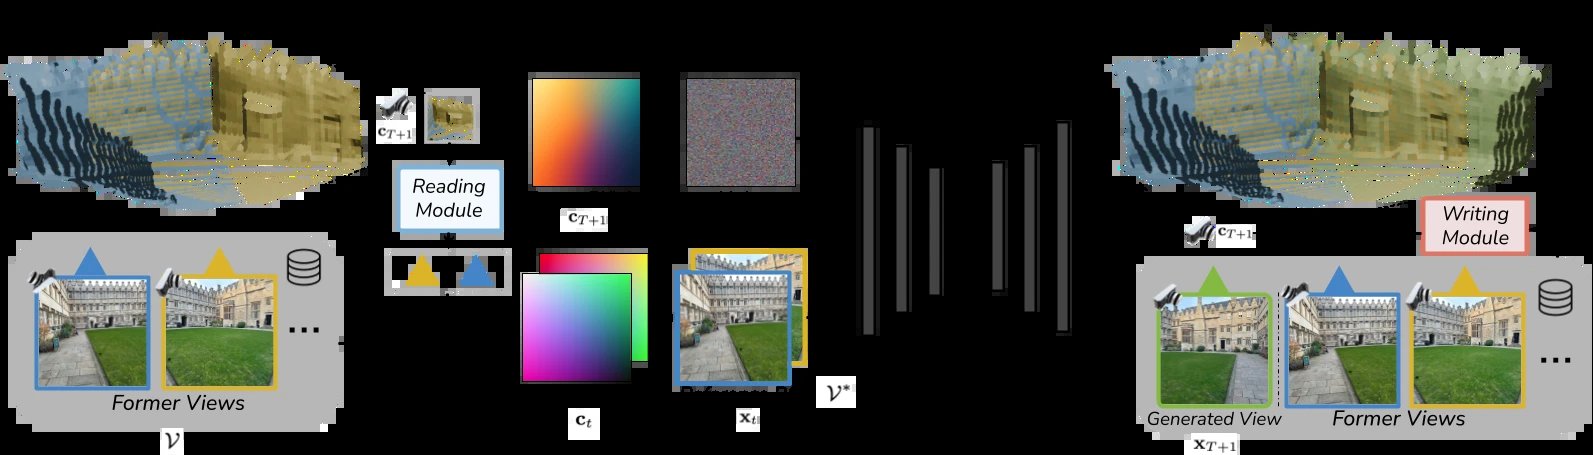 c_{T+1}
Reading
Module
c_{T+1}
...
Former Views
𝒱
c_t
x_t
𝒱*
Writing
Module
c_{T+1}
...
Generated View
Former Views
x_{T+1}